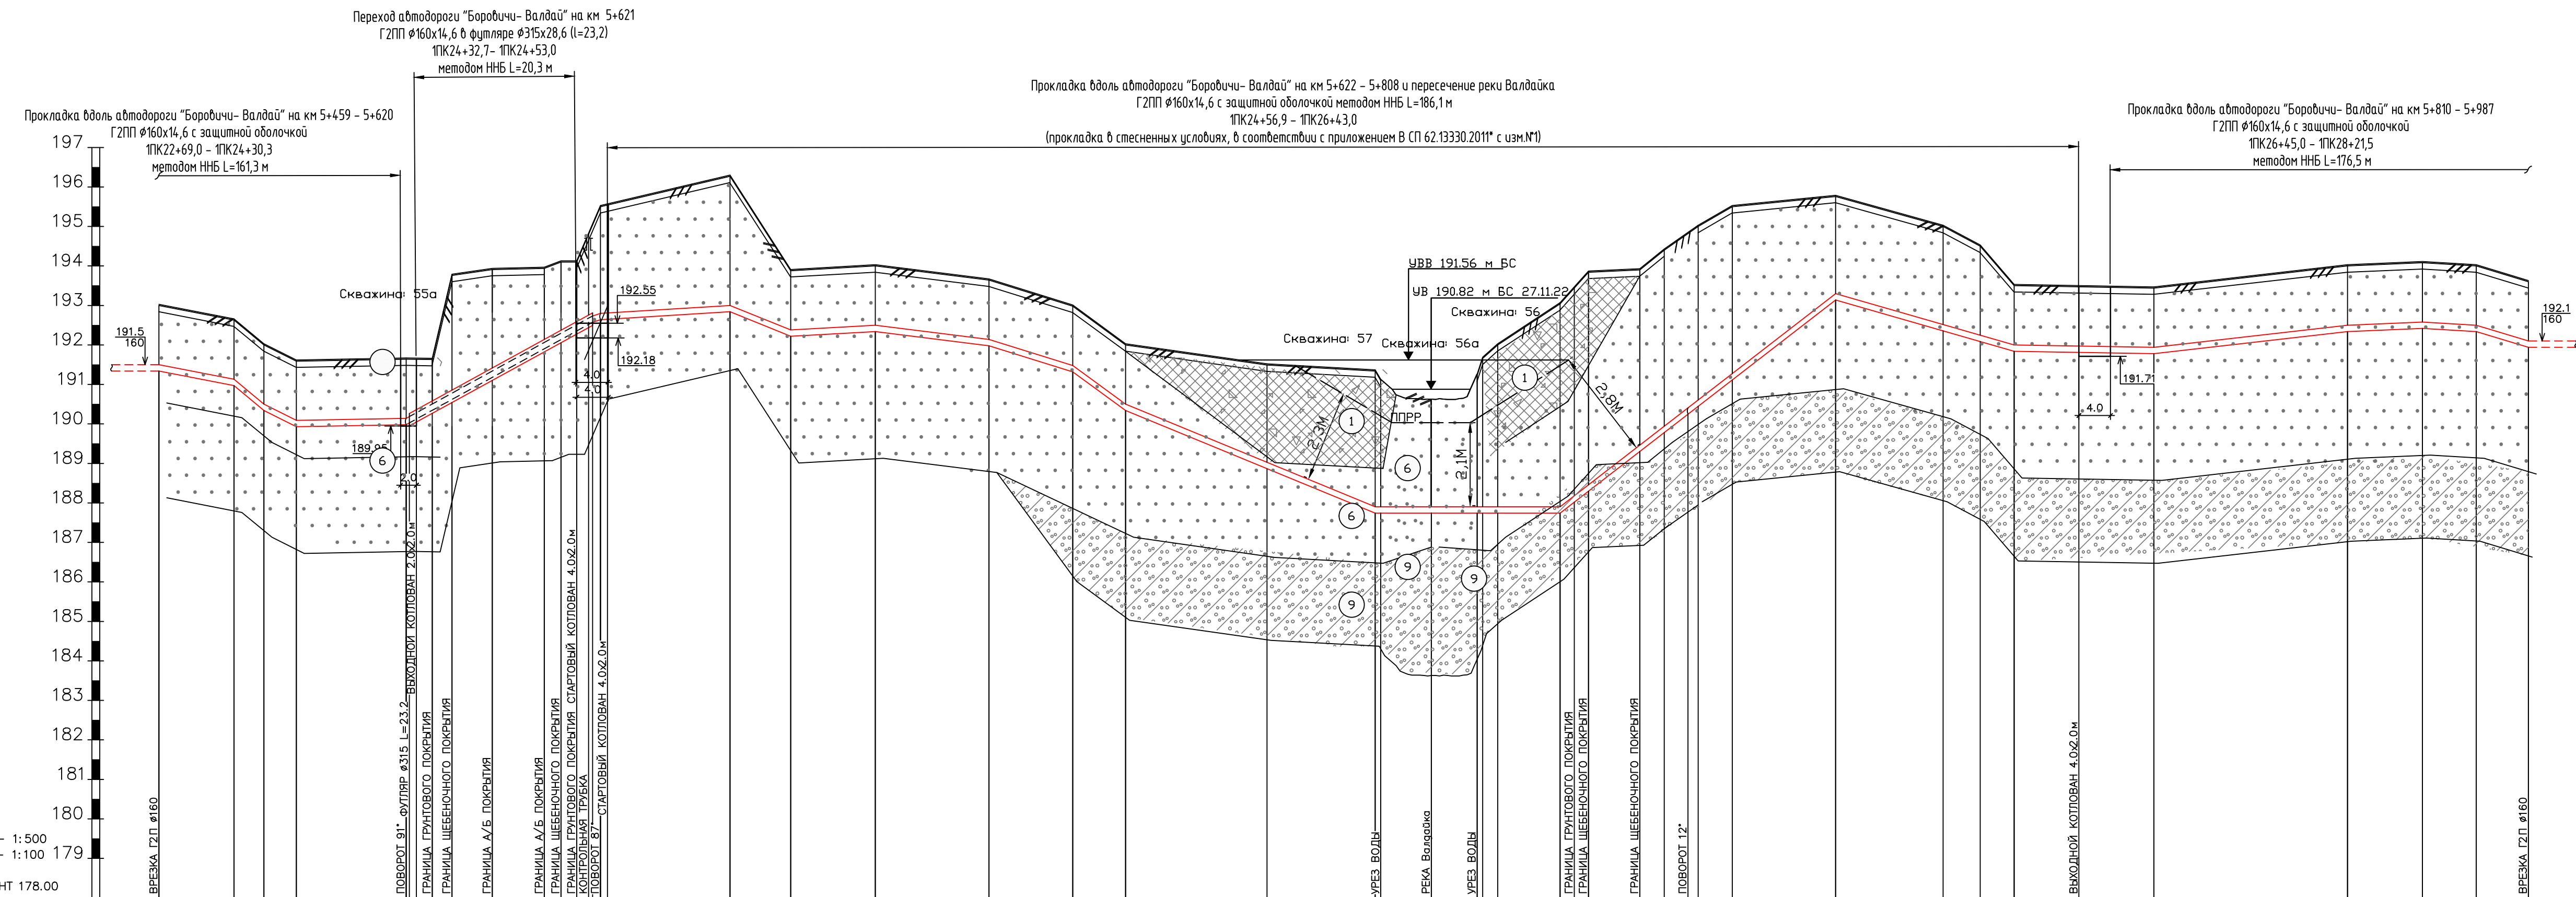 Переход автодороги "Боровичи- Валдай" на км 5+621
Г2ПП Ф160х14,6 в футляре Ф315х28,6 (l=23,2)
1ПК24+32,7- 1ПК24+53,0
методом ННБ L=20,3 м
Прокладка вдоль автодороги "Боровичи- Валдай" на км 5+459 - 5+620
Г2ПП Ф160х14,6 с защитной оболочкой
1ПК22+69,0 - 1ПК24+30,3
методом ННБ L=161,3 м
Прокладка вдоль автодороги "Боровичи- Валдай" на км 5+622 - 5+808 и пересечение реки Валдайка
Г2ПП Ф160х14,6 с защитной оболочкой методом ННБ L=186,1 м
1ПК24+56,9 - 1ПК26+43,0
(прокладка в стесненных условиях, в соответствии с приложением В СП 62.13330.2011* с изм.№1)
Прокладка вдоль автодороги "Боровичи- Валдай" на км 5+810 - 5+987
Г2ПП Ф160х14,6 с защитной оболочкой
1ПК26+45,0 - 1ПК28+21,5
методом ННБ L=176,5 м
197
196
195
194
193
192
191
190
189
188
187
186
185
184
183
182
181
180
179
- 1:500
- 1:100
НТ 178.00
191.5
160
Скважина: 55а
189.95
6
2.0
192.55
192.18
4.0
4.0
УВВ 191.56 м БС
УВ 190.82 м БС 27.11.22
Скважина: 56
Скважина: 57
Скважина: 56а
1
1
ППРР
2,3М
2,1М
2,8М
6
6
9
9
9
191.71
4.0
192.1
160
ВРЕЗКА Г2П ø160
ПОВОРОТ 91° ФУТЛЯР ø315 L=23.2
ВЫХОДНОЙ КОТЛОВАН 2.0х2.0м
ГРАНИЦА ГРУНТОВОГО ПОКРЫТИЯ
ГРАНИЦА ЩЕБЕНОЧНОГО ПОКРЫТИЯ
ГРАНИЦА А/Б ПОКРЫТИЯ
ГРАНИЦА А/Б ПОКРЫТИЯ
ГРАНИЦА ЩЕБЕНОЧНОГО ПОКРЫТИЯ
ГРАНИЦА ГРУНТОВОГО ПОКРЫТИЯ СТАРТОВЫЙ КОТЛОВАН 4.0х2.0м
КОНТРОЛЬНАЯ ТРУБКА
ПОВОРОТ 87°
СТАРТОВЫЙ КОТЛОВАН 4.0х2.0м
УРЕЗ ВОДЫ
РЕКА Валдайка
УРЕЗ ВОДЫ
ГРАНИЦА ГРУНТОВОГО ПОКРЫТИЯ
ГРАНИЦА ЩЕБЕНОЧНОГО ПОКРЫТИЯ
ГРАНИЦА ЩЕБЕНОЧНОГО ПОКРЫТИЯ
ПОВОРОТ 12°
ВЫХОДНОЙ КОТЛОВАН 4.0х2.0м
ВРЕЗКА Г2П ø160